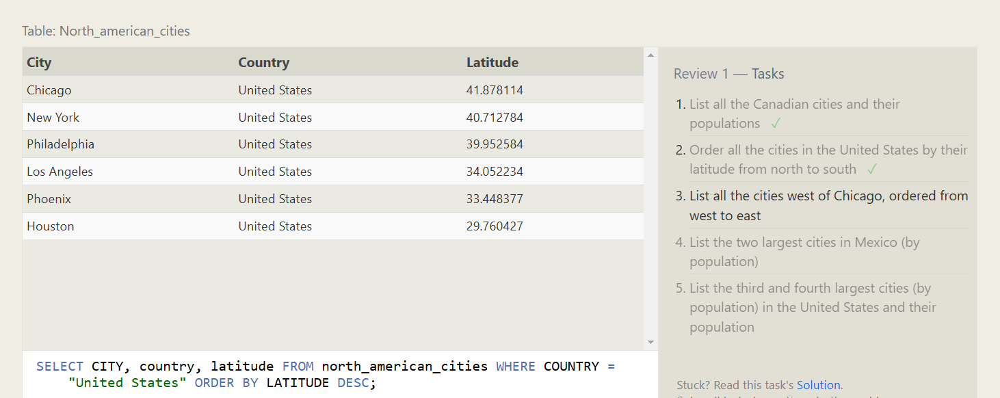 Table: North_american_cities
City Country Latitude
Chicago United States 41.878114
New York United States 40.712784
Philadelphia United States 39.952584
Los Angeles United States 34.052234
Phoenix United States 33.448377
Houston United States 29.760427
SELECT CITY, country, latitude FROM north_american_cities WHERE COUNTRY =
"United States" ORDER BY LATITUDE DESC;
Review 1 — Tasks
1. List all the Canadian cities and their
populations ✓
2. Order all the cities in the United States by their
latitude from north to south ✓
3. List all the cities west of Chicago, ordered from
west to east
4. List the two largest cities in Mexico (by
population)
5. List the third and fourth largest cities (by
population) in the United States and their
population
Stuck? Read this task's Solution.